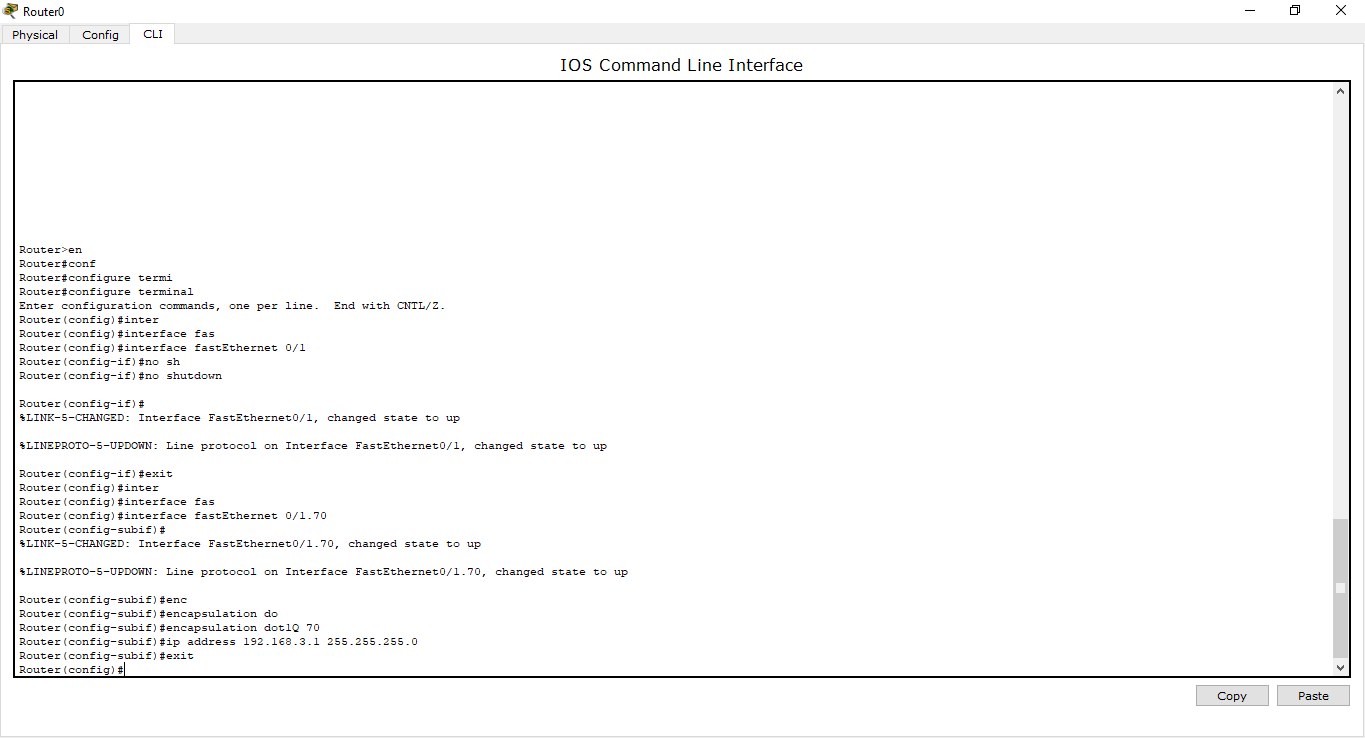 Router0
Physical Config CLI
IOS Command Line Interface
Router>en
Router#conf
Router#configure termi
Router#configure terminal
Enter configuration commands, one per line.  End with CNTL/Z.
Router(config)#inter
Router(config)#interface fas
Router(config)#interface fastEthernet 0/1
Router(config-if)#no sh
Router(config-if)#no shutdown
Router(config-if)#
%LINK-5-CHANGED: Interface FastEthernet0/1, changed state to up
%LINEPROTO-5-UPDOWN: Line protocol on Interface FastEthernet0/1, changed state to up
Router(config-if)#exit
Router(config)#inter
Router(config)#interface fas
Router(config)#interface fastEthernet 0/1.70
Router(config-subif)#
%LINK-5-CHANGED: Interface FastEthernet0/1.70, changed state to up
%LINEPROTO-5-UPDOWN: Line protocol on Interface FastEthernet0/1.70, changed state to up
Router(config-subif)#enc
Router(config-subif)#encapsulation do
Router(config-subif)#encapsulation dot1Q 70
Router(config-subif)#ip address 192.168.3.1 255.255.255.0
Router(config-subif)#exit
Router(config)#
Copy Paste